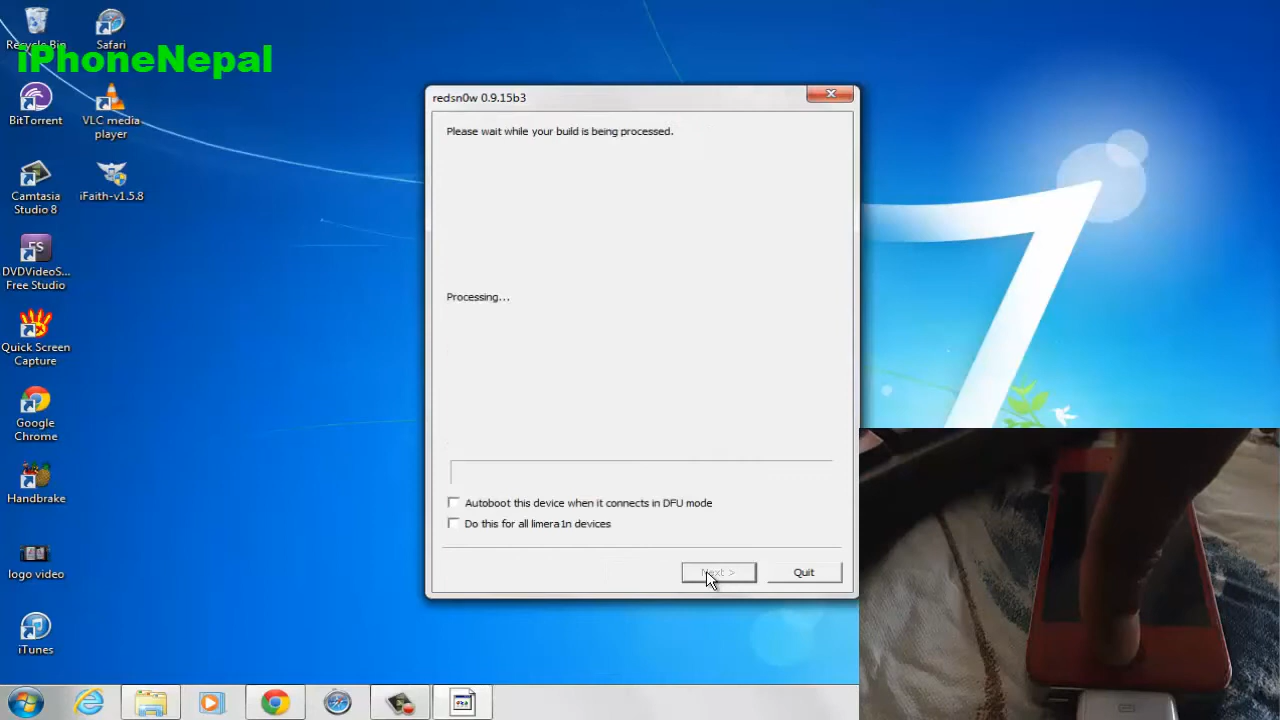 Recycle Bin
Safari
iPhoneNepal
BitTorrent
VLC media
player
Camtasia
Studio 8
iFaith-v1.5.8
FS
DVDVideoS...
Free Studio
Quick Screen
Capture
Google
Chrome
Handbrake
logo video
iTunes
redsn0w 0.9.15b3
Please wait while your build is being processed.
Processing...
Autoboot this device when it connects in DFU mode
Do this for all limera1n devices
Next >
Quit